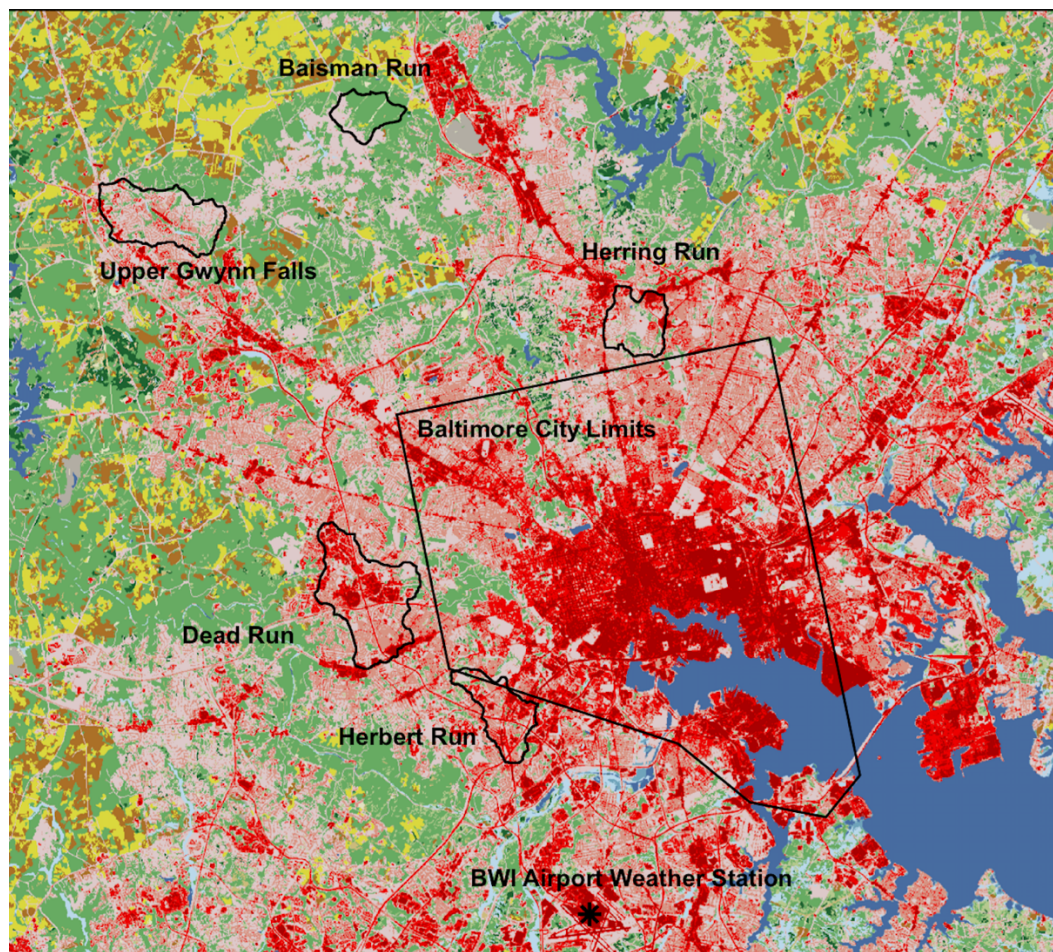 Baisman Run
Herring Run
Upper Gwynn Falls
Baltimore City Limits
Dead Run
Herbert Run
BWI Airport Weather Station